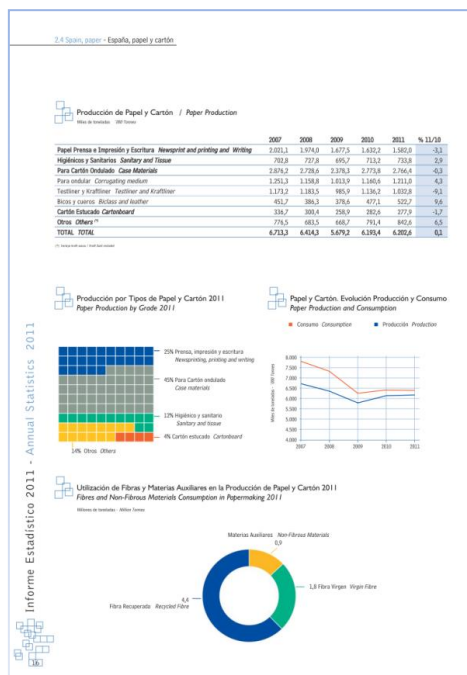 2.4 Spain, paper - España, papel y cartón
Producción de Papel y Cartón / Paper Production
Miles de toneladas ·000 Tonnes
2007 2008 2009 2010 2011 % 11/10
Papel Prensa e Impresión y Escritura Newsprint and printing and Writing 2.021,1 1.974,0 1.677,5 1.632,2 1.582,0 -3,1
Higiénicos y Sanitarios Sanitary and Tissue 702,8 727,8 695,7 713,2 733,8 2,9
Para Cartón Ondulado Case Materials 2.876,2 2.728,6 2.378,1 2.773,8 2.766,4 -0,3
Para ondular Corrugating medium 1.251,3 1.158,8 1.013,9 1.160,6 1.211,0 4,3
Testliner y Kraftliner Testliner and Kraftliner 1.173,2 1.183,5 985,9 1.136,2 1.032,8 -9,1
Bicos y cueros Biclass and leather 451,7 386,3 378,6 477,1 522,7 9,6
Cartón Estucado Cartonboard 336,7 300,4 258,9 282,6 277,9 -1,7
Otros Others (*) 776,5 683,5 668,7 791,4 842,6 6,5
TOTAL TOTAL 6.713,3 6.414,3 5.679,2 6.193,4 6.202,6 0,1
Producción por Tipos de Papel y Cartón 2011
Paper Production by Grade 2011
25% Prensa, impresión y escritura
Newsprinting, printing and writing
45% Para Cartón ondulado
Case materials
12% Higiénico y sanitario
Sanitary and tissue
4% Cartón estucado Cartonboard
14% Otros Others
Papel y Cartón. Evolución Producción y Consumo
Paper Production and Consumption
Consumo Consumption Producción Production
Miles de toneladas ·000 Tonnes
8.000
7.500
7.000
6.500
6.000
5.500
5.000
4.500
4.000
2007 2008 2009 2010 2011
Utilización de Fibras y Materias Auxiliares en la Producción de Papel y Cartón 2011
Fibres and Non-Fibrous Materials Consumption in Papermaking 2011
Millones de toneladas · Million Tonnes
Materias Auxiliares Non-Fibrous Materials
0,9
1,8 Fibra Virgen Virgin Fibre
4,4
Fibra Recuperada Recycled Fibre
Informe Estadístico 2011 - Annual Statistics 2011
16